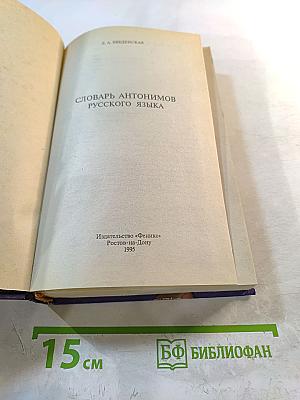 Л.А. ВВЕДЕНСКАЯ
СЛОВАРЬ АНТОНИМОВ
РУССКОГО ЯЗЫКА
Издательство «Феникс»
Ростов-на-Дону
1995
15 см
БФ БИБЛИОФАН